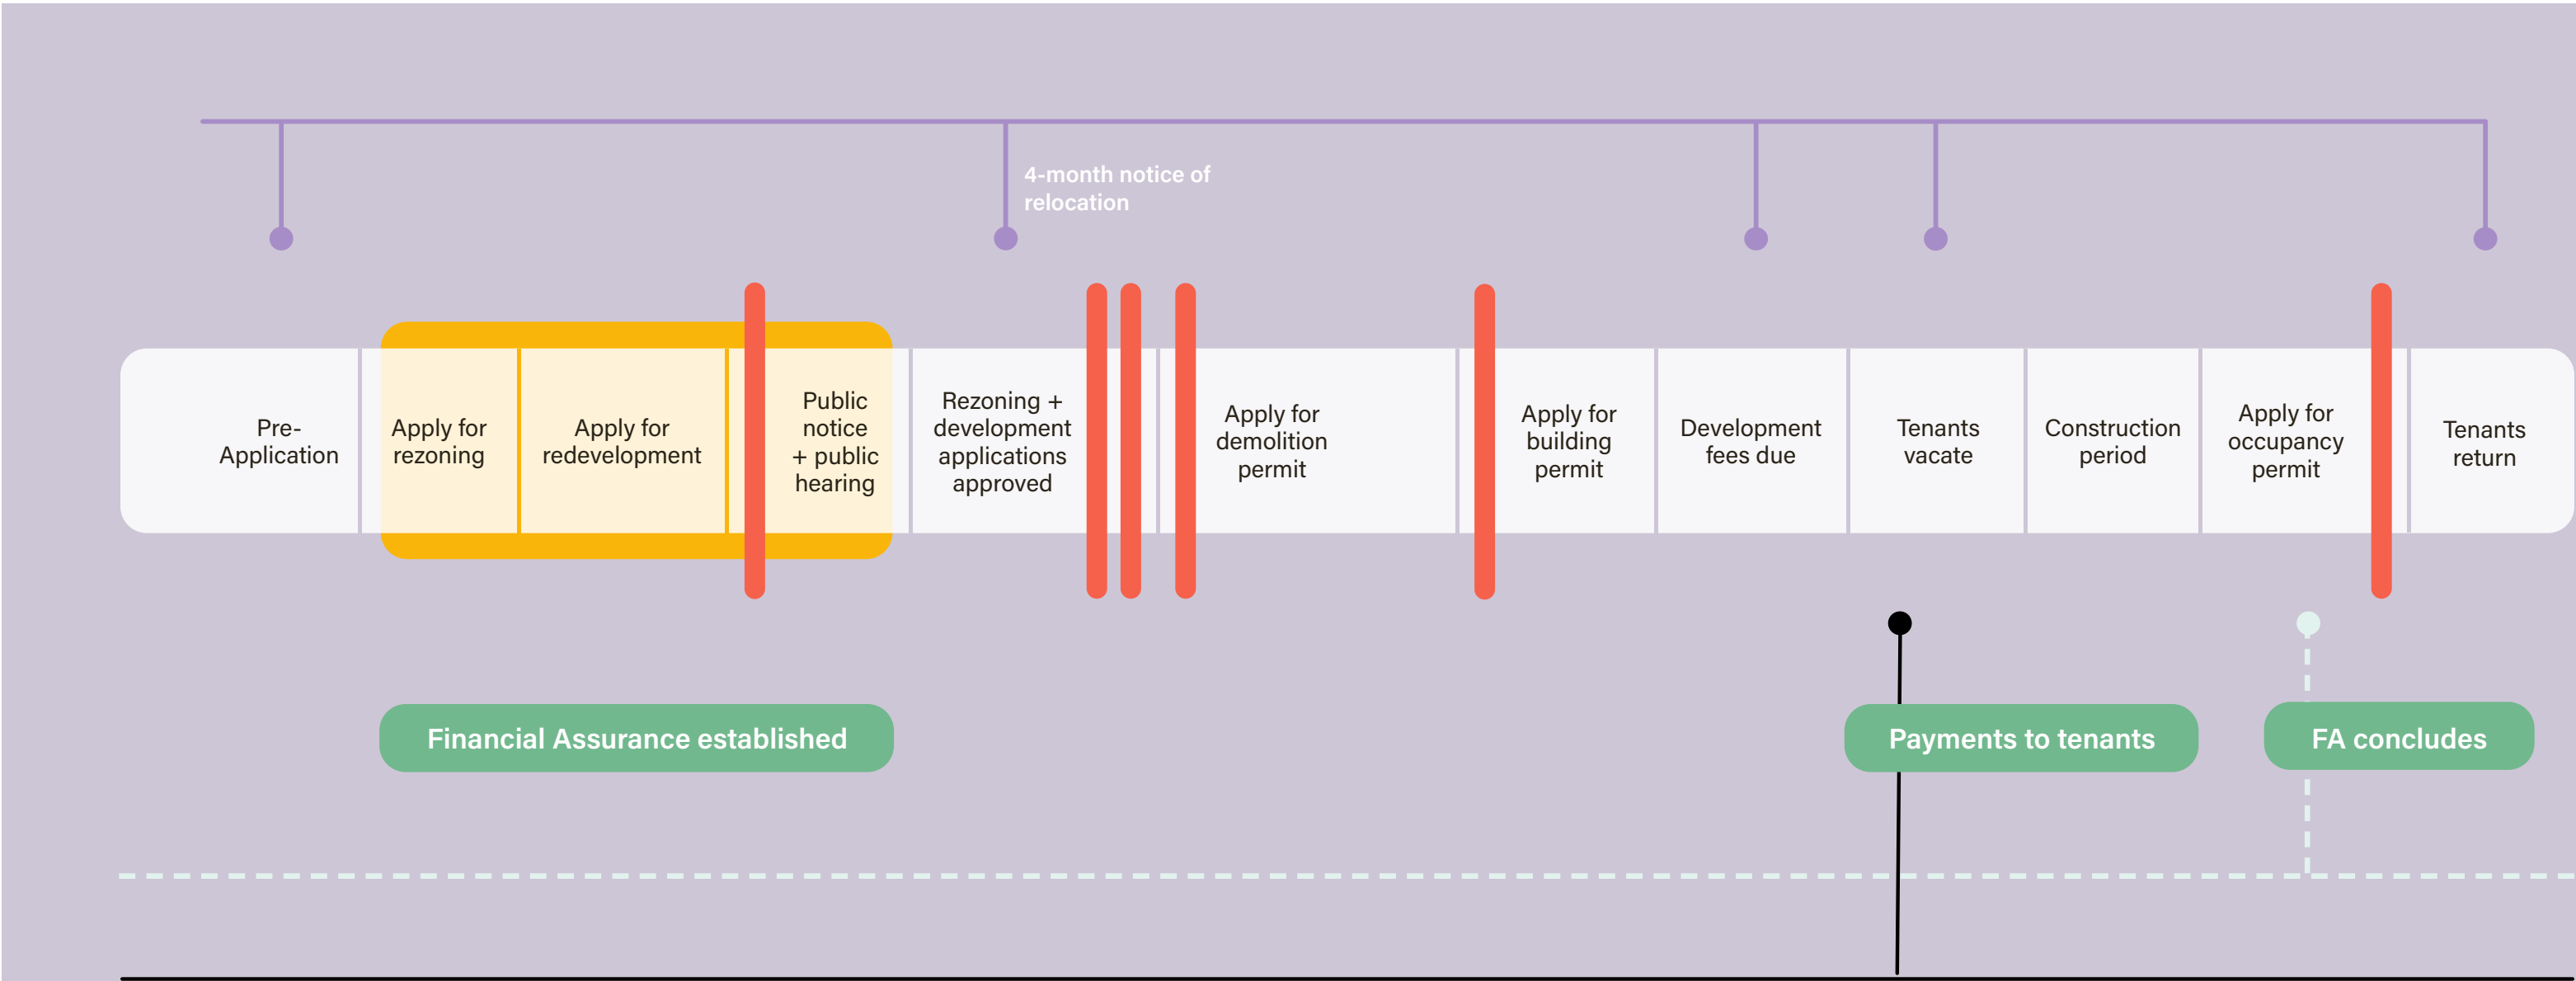 4-month notice of
relocation
Pre-
Application
Apply for
rezoning
Apply for
redevelopment
Public
notice
+ public
hearing
Rezoning +
development
applications
approved
Apply for
demolition
permit
Apply for
building
permit
Development
fees due
Tenants
vacate
Construction
period
Apply for
occupancy
permit
Tenants
return
Financial Assurance established
Payments to tenants
FA concludes